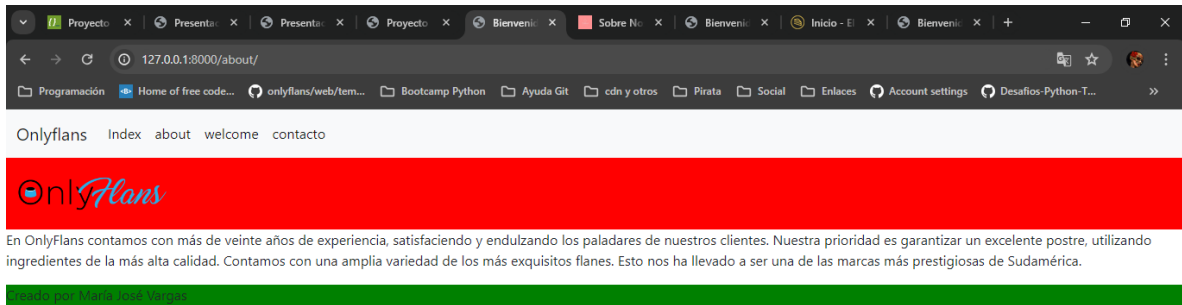 Proyecto Presentac Presentac Proyecto Bienvenic Sobre No Bienvenic Inicio - El Bienvenic
127.0.0.1:8000/about/
Programación Home of free code... onlyflans/web/tem... Bootcamp Python Ayuda Git cdn y otros Pirata Social Enlaces Account settings Desafios-Python-T... »
Onlyflans Index about welcome contacto
OnlyFlans
En OnlyFlans contamos con más de veinte años de experiencia, satisfaciendo y endulzando los paladares de nuestros clientes. Nuestra prioridad es garantizar un excelente postre, utilizando
ingredientes de la más alta calidad. Contamos con una amplia variedad de los más exquisitos flanes. Esto nos ha llevado a ser una de las marcas más prestigiosas de Sudamérica.
Creado por María José Vargas